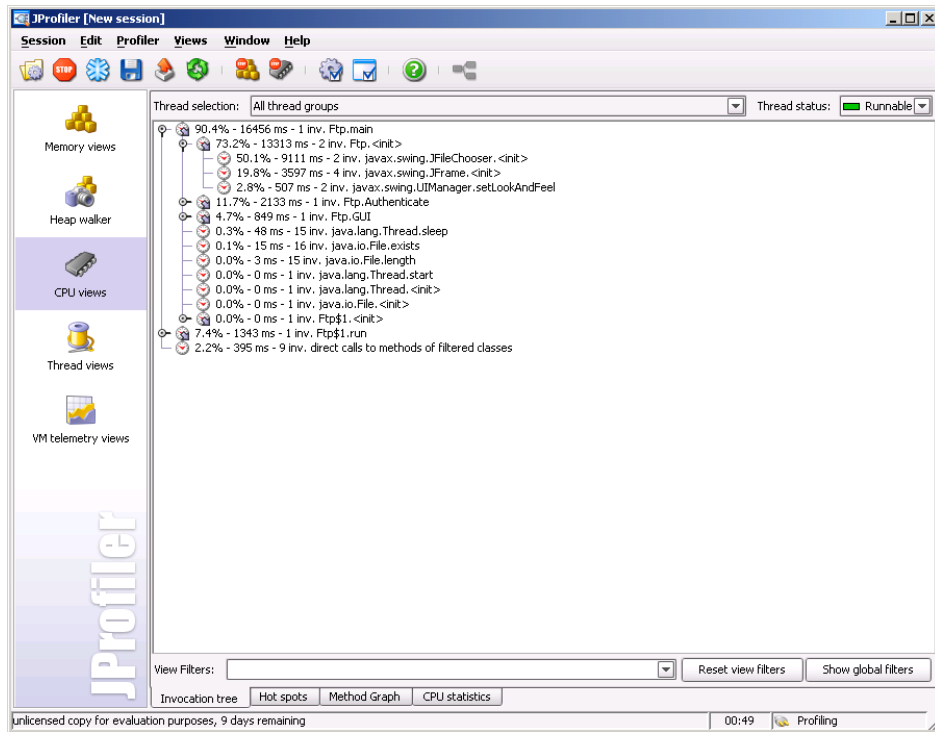 JProfiler [New session]
Session Edit Profiler Views Window Help
STOP
Thread selection: All thread groups Thread status: Runnable
Memory views
Heap walker
CPU views
Thread views
VM telemetry views
JProfiler
90.4% - 16456 ms - 1 inv. Ftp.main
73.2% - 13313 ms - 2 inv. Ftp.<init>
50.1% - 9111 ms - 2 inv. javax.swing.JFileChooser.<init>
19.8% - 3597 ms - 4 inv. javax.swing.JFrame.<init>
2.8% - 507 ms - 2 inv. javax.swing.UIManager.setLookAndFeel
11.7% - 2133 ms - 1 inv. Ftp.Authenticate
4.7% - 849 ms - 1 inv. Ftp.GUI
0.3% - 48 ms - 15 inv. java.lang.Thread.sleep
0.1% - 15 ms - 16 inv. java.io.File.exists
0.0% - 3 ms - 15 inv. java.io.File.length
0.0% - 0 ms - 1 inv. java.lang.Thread.start
0.0% - 0 ms - 1 inv. java.lang.Thread.<init>
0.0% - 0 ms - 1 inv. java.io.File.<init>
0.0% - 0 ms - 1 inv. Ftp$1.<init>
7.4% - 1343 ms - 1 inv. Ftp$1.run
2.2% - 395 ms - 9 inv. direct calls to methods of filtered classes
View Filters: Reset view filters Show global filters
Invocation tree Hot spots Method Graph CPU statistics
unlicensed copy for evaluation purposes, 9 days remaining 00:49 Profiling